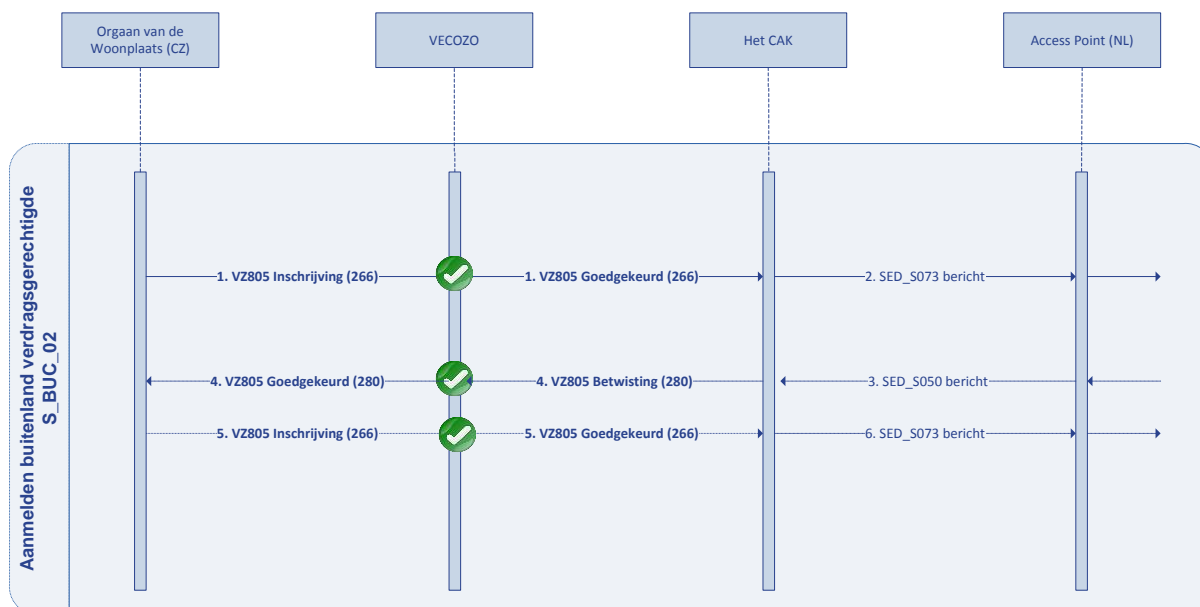 Orgaan van de
Woonplaats (CZ)
VECOZO
Het CAK
Access Point (NL)
Aanmelden buitenland verdragsgerechtigde
S_BUC_02
1. VZ805 Inschrijving (266)
1. VZ805 Goedgekeurd (266)
2. SED_S073 bericht
4. VZ805 Goedgekeurd (280)
4. VZ805 Betwisting (280)
3. SED_S050 bericht
5. VZ805 Inschrijving (266)
5. VZ805 Goedgekeurd (266)
6. SED_S073 bericht